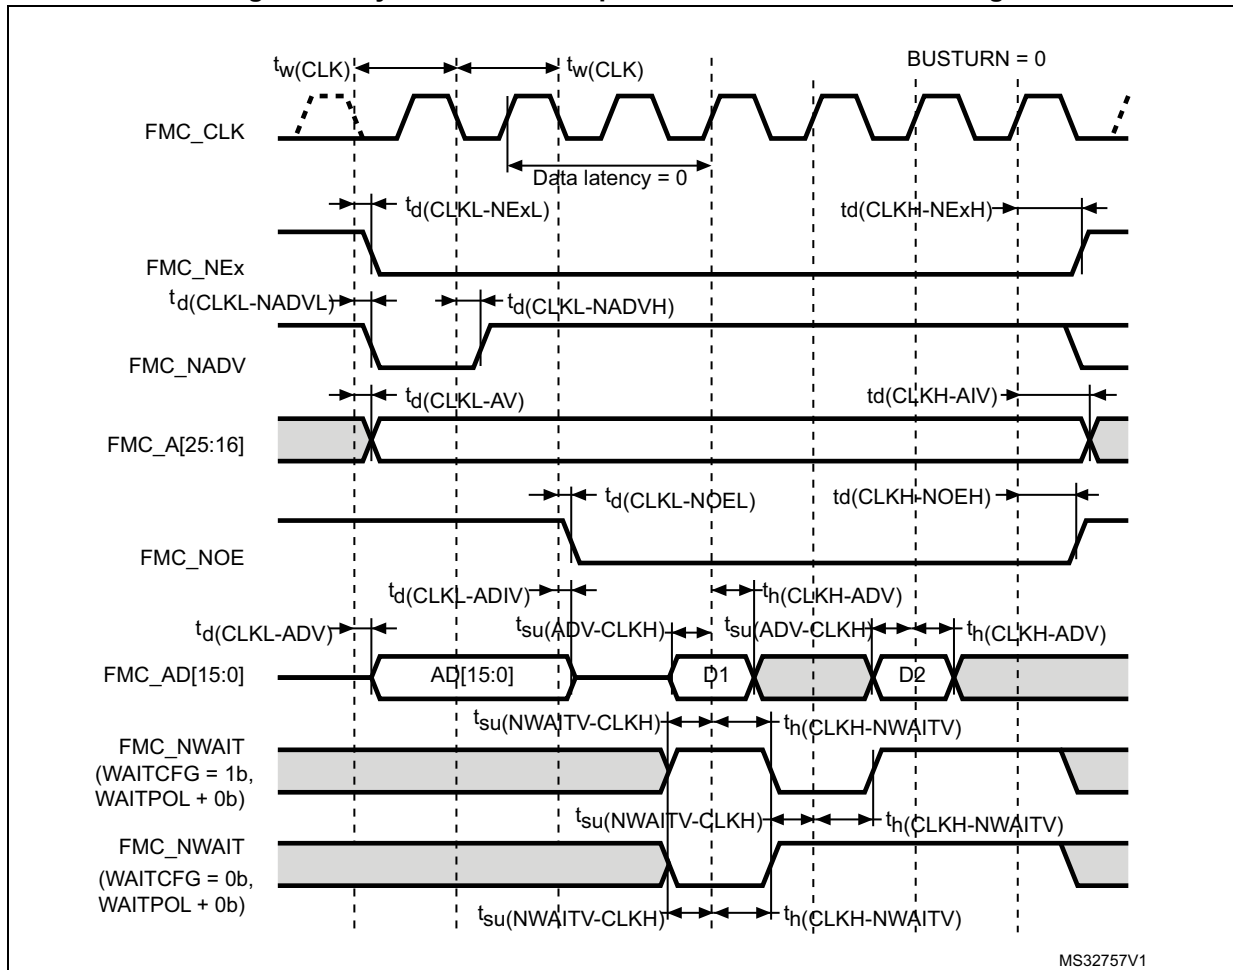 BUSTURN = 0
tw(CLK) tw(CLK)
FMC_CLK
Data latency = 0
td(CLKL-NExL) td(CLKH-NExH)
FMC_NEx
td(CLKL-NADVL) td(CLKL-NADVH)
FMC_NADV
td(CLKL-AV) td(CLKH-AIV)
FMC_A[25:16]
td(CLKL-NOEL) td(CLKH-NOEH)
FMC_NOE
td(CLKL-ADIV) th(CLKH-ADV)
td(CLKL-ADV) tsu(ADV-CLKH) tsu(ADV-CLKH) th(CLKH-ADV)
FMC_AD[15:0] AD[15:0] D1 D2
tsu(NWAITV-CLKH) th(CLKH-NWAITV)
FMC_NWAIT
(WAITCFG = 1b,
WAITPOL + 0b)
tsu(NWAITV-CLKH) th(CLKH-NWAITV)
FMC_NWAIT
(WAITCFG = 0b,
WAITPOL + 0b)
tsu(NWAITV-CLKH) th(CLKH-NWAITV)
MS32757V1